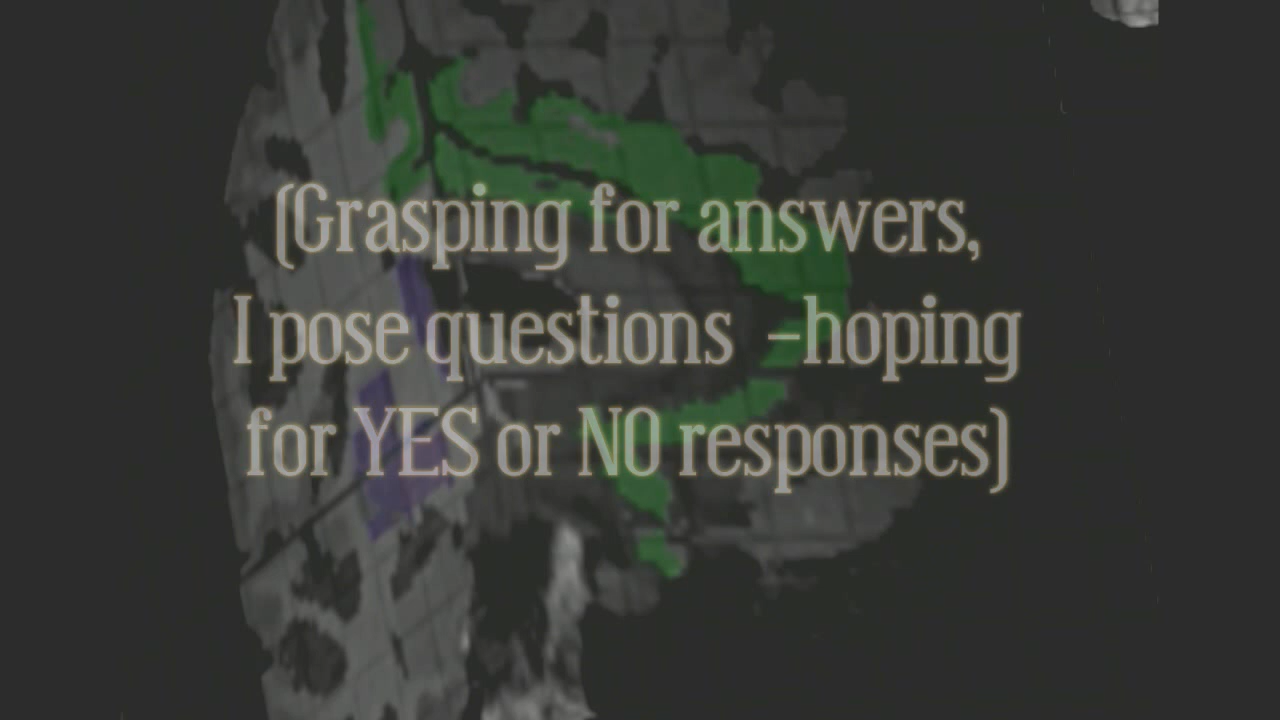 (Grasping for answers,
I pose questions –hoping
for YES or NO responses)